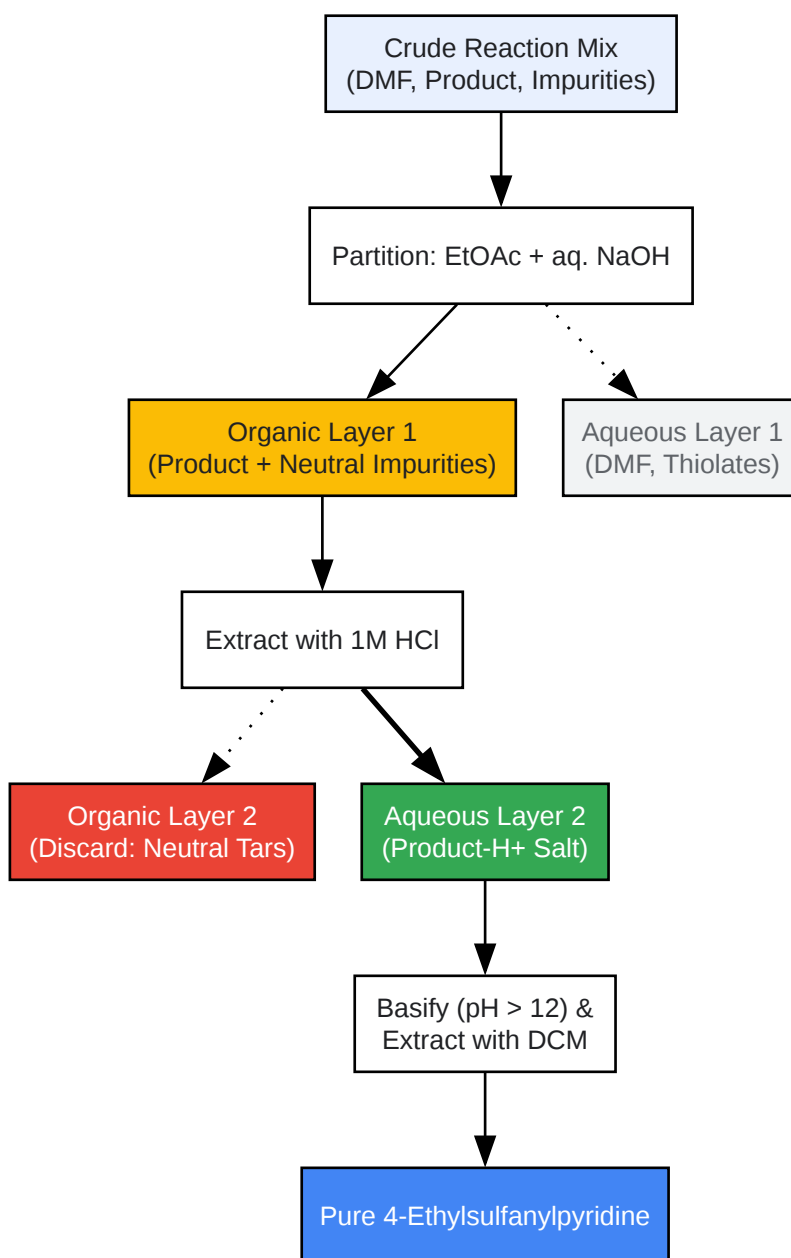 Crude Reaction Mix
(DMF, Product, Impurities)
Partition: EtOAc + aq. NaOH
Organic Layer 1
(Product + Neutral Impurities)
Aqueous Layer 1
(DMF, Thiolates)
Extract with 1M HCl
Organic Layer 2
(Discard: Neutral Tars)
Aqueous Layer 2
(Product-H+ Salt)
Basify (pH > 12) &
Extract with DCM
Pure 4-Ethylsulfanylpyridine